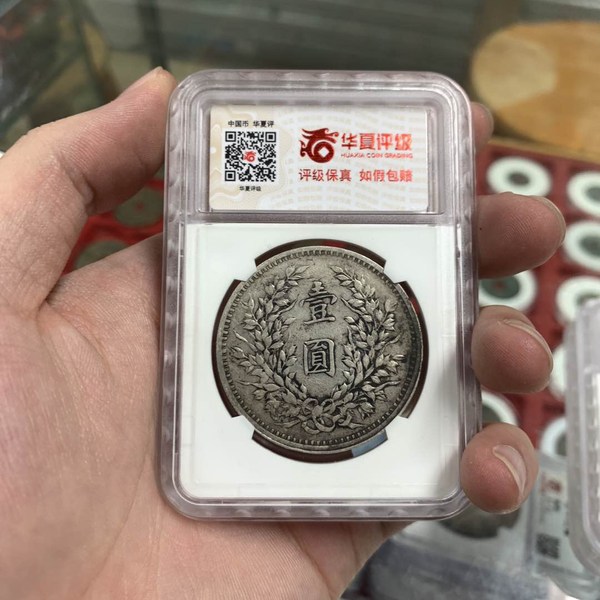 中国币 华夏评
华夏评级
华夏评级
HUAXIA COIN GRADING
评级保真 如假包赔
壹
圓